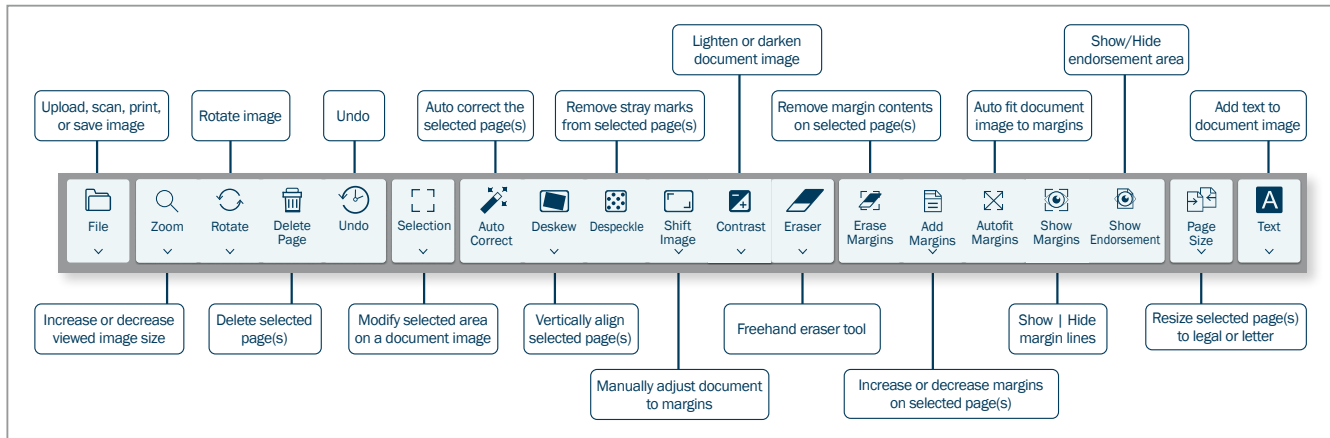 Lighten or darken
document image
Show/Hide
endorsement area
Upload, scan, print,
or save image
Rotate image
Undo
Auto correct the
selected page(s)
Remove stray marks
from selected page(s)
Remove margin contents
on selected page(s)
Auto fit document
image to margins
Add text to
document image
File
Zoom
Rotate
Delete
Page
Undo
Selection
Auto
Correct
Deskew
Despeckle
Shift
Image
Contrast
Eraser
Erase
Margins
Add
Margins
Autofit
Margins
Show
Margins
Show
Endorsement
Page
Size
A
Text
Increase or decrease
viewed image size
Delete selected
page(s)
Modify selected area
on a document image
Vertically align
selected page(s)
Freehand eraser tool
Show | Hide
margin lines
Resize selected page(s)
to legal or letter
Manually adjust document
to margins
Increase or decrease margins
on selected page(s)